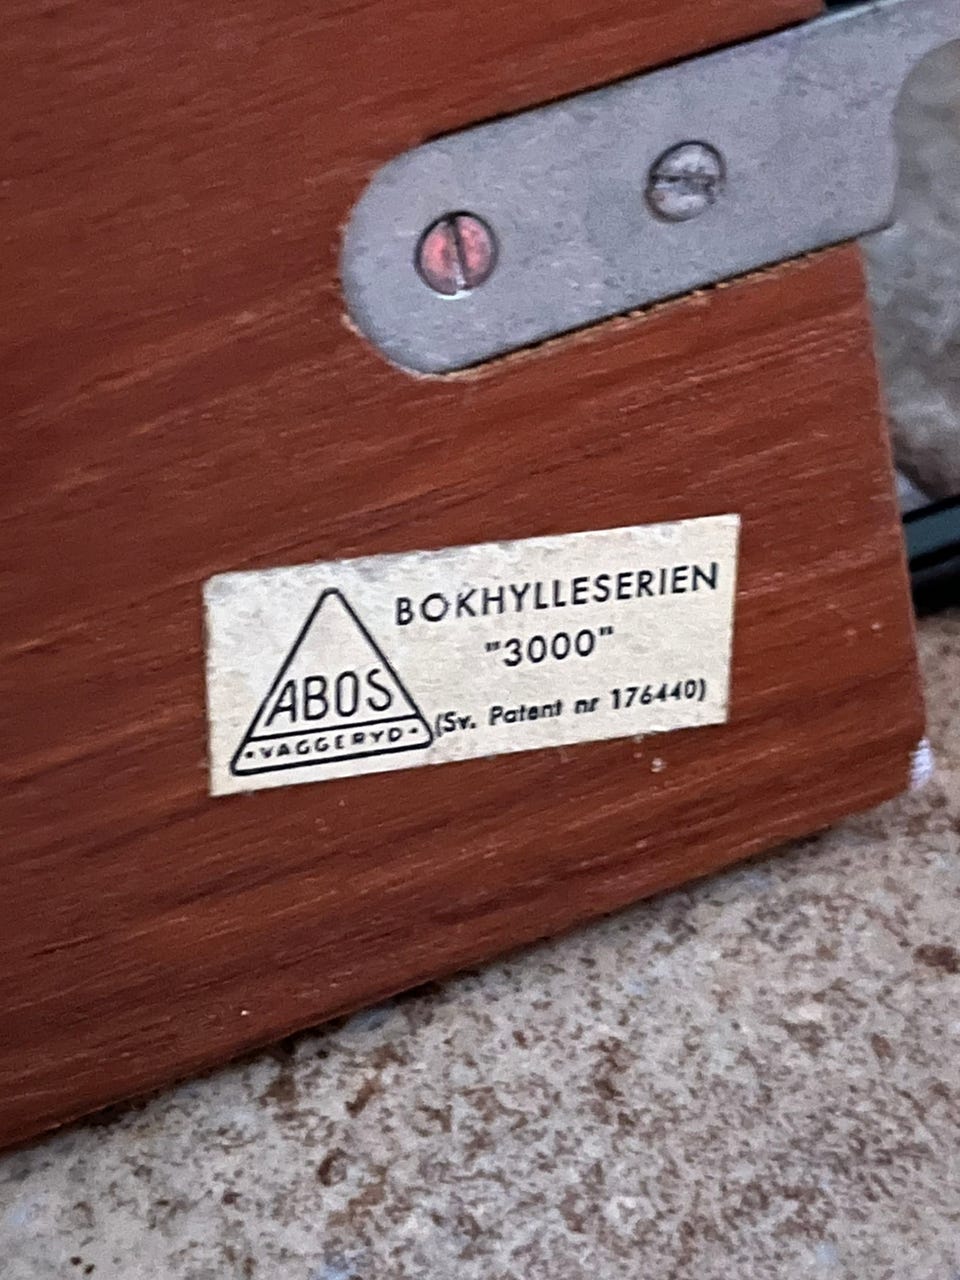 BOKHYLLESERIEN
"3000"
(Sv. Patent nr 176440)
ABOS
·VAGGERYD·